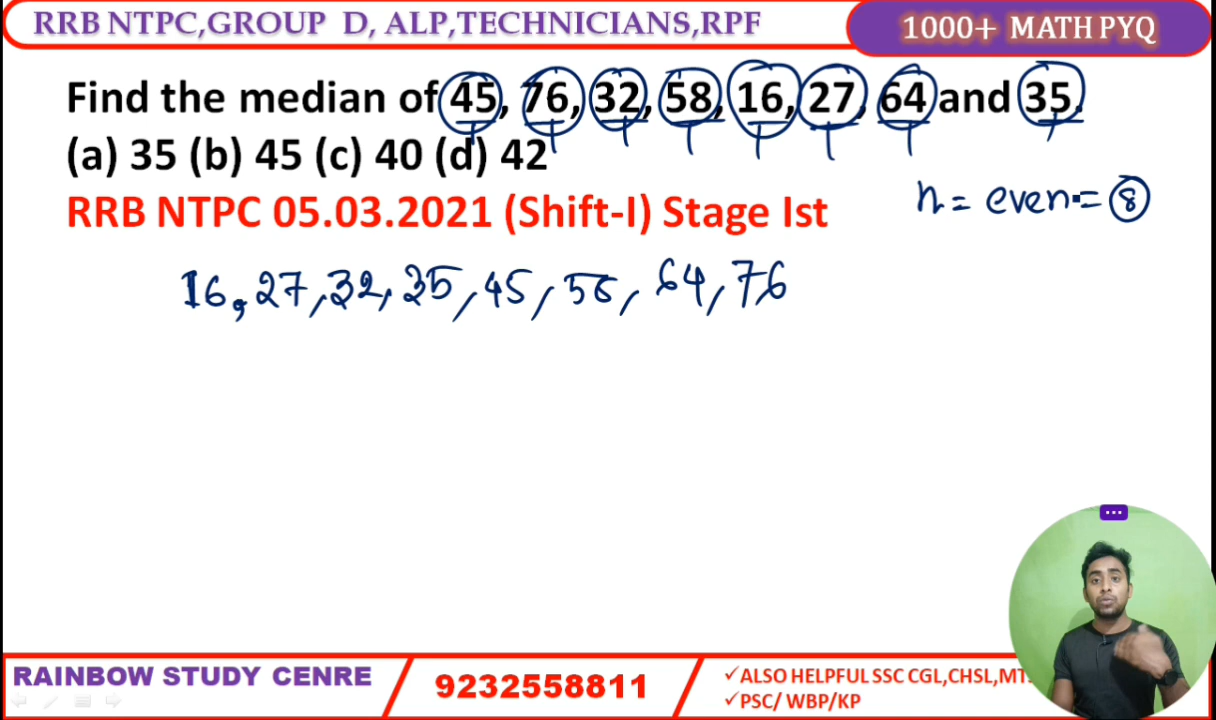 RRB NTPC,GROUP D, ALP,TECHNICIANS,RPF
1000+ MATH PYQ
Find the median of 45, 76, 32, 58, 16, 27, 64 and 35.
(a) 35 (b) 45 (c) 40 (d) 42
RRB NTPC 05.03.2021 (Shift-I) Stage Ist
n = even = 8
16, 27, 32, 35, 45, 58, 64, 76
RAINBOW STUDY CENRE
9232558811
✓ALSO HELPFUL SSC CGL,CHSL,
✓PSC/ WBP/KP